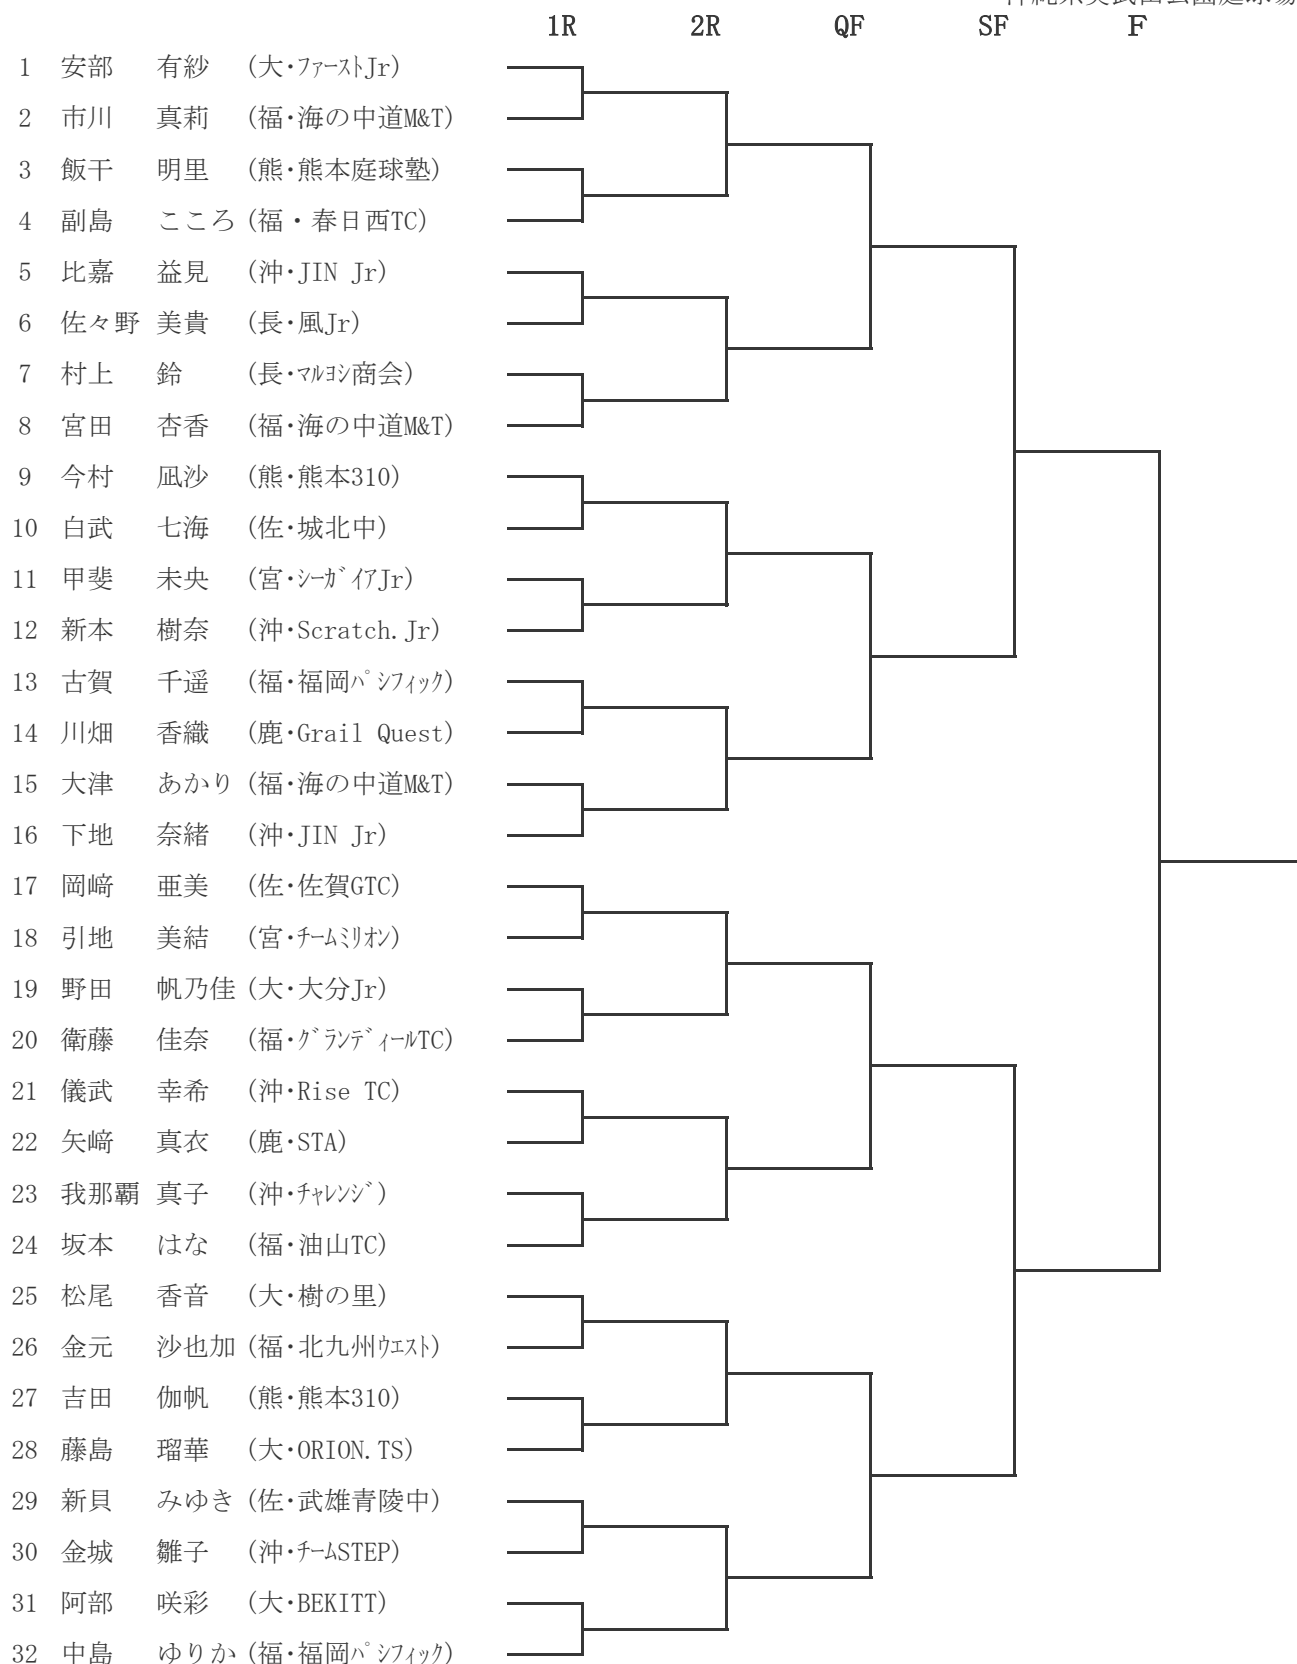 1R 2R QF SF F
1 安部 有紗 (大・ﾌｧｰｽﾄJr)
2 市川 真莉 (福・海の中道M&T)
3 飯干 明里 (熊・熊本庭球塾)
4 副島 こころ (福・春日西TC)
5 比嘉 益見 (沖・JIN Jr)
6 佐々野 美貴 (長・風Jr)
7 村上 鈴 (長・ﾏﾙﾖｼ商会)
8 宮田 杏香 (福・海の中道M&T)
9 今村 凪沙 (熊・熊本310)
10 白武 七海 (佐・城北中)
11 甲斐 未央 (宮・ｼｰｶﾞｲｱJr)
12 新本 樹奈 (沖・Scratch.Jr)
13 古賀 千遥 (福・福岡ﾊﾟｼﾌｨｯｸ)
14 川畑 香織 (鹿・Grail Quest)
15 大津 あかり (福・海の中道M&T)
16 下地 奈緒 (沖・JIN Jr)
17 岡﨑 亜美 (佐・佐賀GTC)
18 引地 美結 (宮・ﾁｰﾑﾐﾘｵﾝ)
19 野田 帆乃佳 (大・大分Jr)
20 衛藤 佳奈 (福・ｸﾞﾗﾝﾃﾞｨｰﾙTC)
21 儀武 幸希 (沖・Rise TC)
22 矢﨑 真衣 (鹿・STA)
23 我那覇 真子 (沖・ﾁｬﾚﾝｼﾞ)
24 坂本 はな (福・油山TC)
25 松尾 香音 (大・樹の里)
26 金元 沙也加 (福・北九州ｳｴｽﾄ)
27 吉田 伽帆 (熊・熊本310)
28 藤島 瑠華 (大・ORION.TS)
29 新貝 みゆき (佐・武雄青陵中)
30 金城 雛子 (沖・ﾁｰﾑSTEP)
31 阿部 咲彩 (大・BEKITT)
32 中島 ゆりか (福・福岡ﾊﾟｼﾌｨｯｸ)